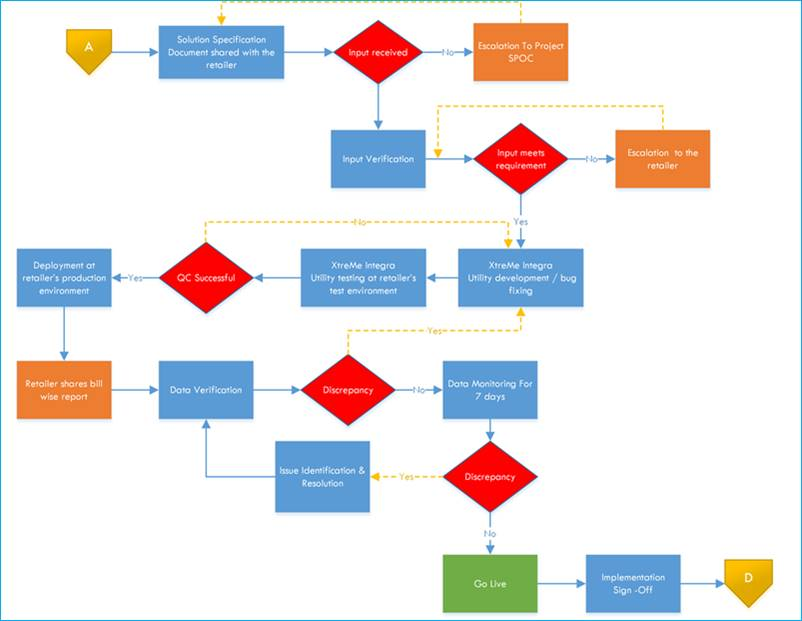 A
Solution Specification
Document shared with the
retailer
Input received
No
Escalation To Project
SPOC
Input Verification
Input meets
requirement
No
Escalation to the
retailer
Yes
No
Deployment at
retailer's production
environment
Yes
QC Successful
XtreMe Integra
Utility testing at retailer's
test environment
XtreMe Integra
Utility development / bug
fixing
Yes
Retailer shares bill
wise report
Data Verification
Discrepancy
No
Data Monitoring For
7 days
Issue Identification &
Resolution
Yes
Discrepancy
No
Go Live
Implementation
Sign -Off
D